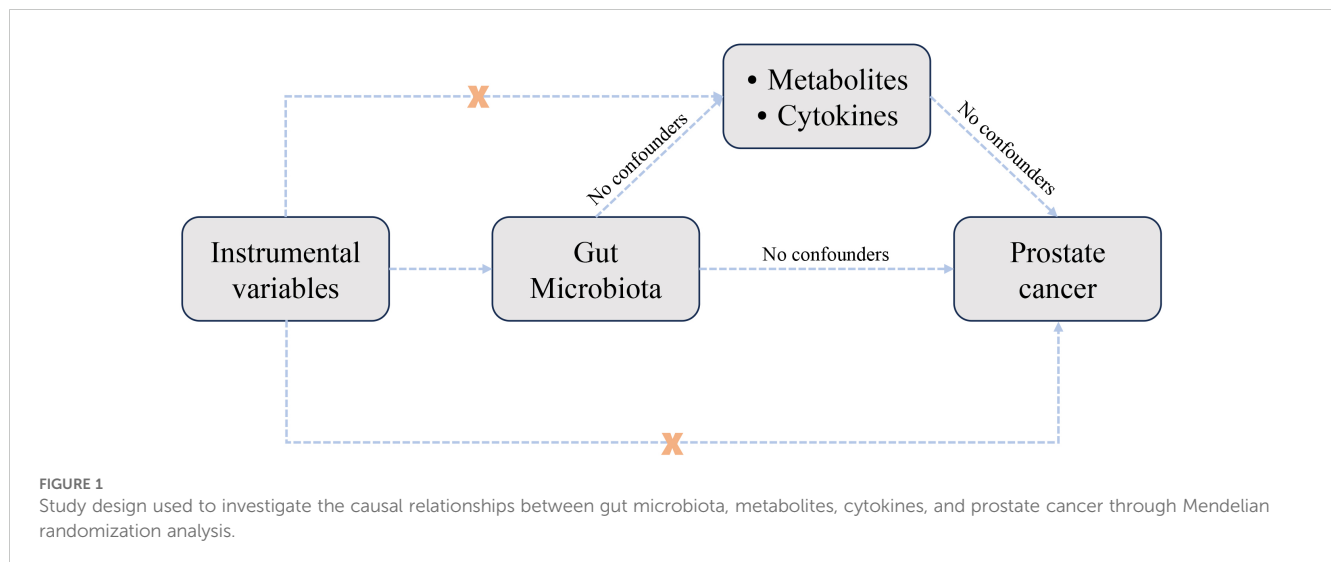 • Metabolites
• Cytokines
X
No confounders
No confounders
Instrumental
variables
Gut
Microbiota
No confounders
Prostate
cancer
X
FIGURE 1
Study design used to investigate the causal relationships between gut microbiota, metabolites, cytokines, and prostate cancer through Mendelian
randomization analysis.